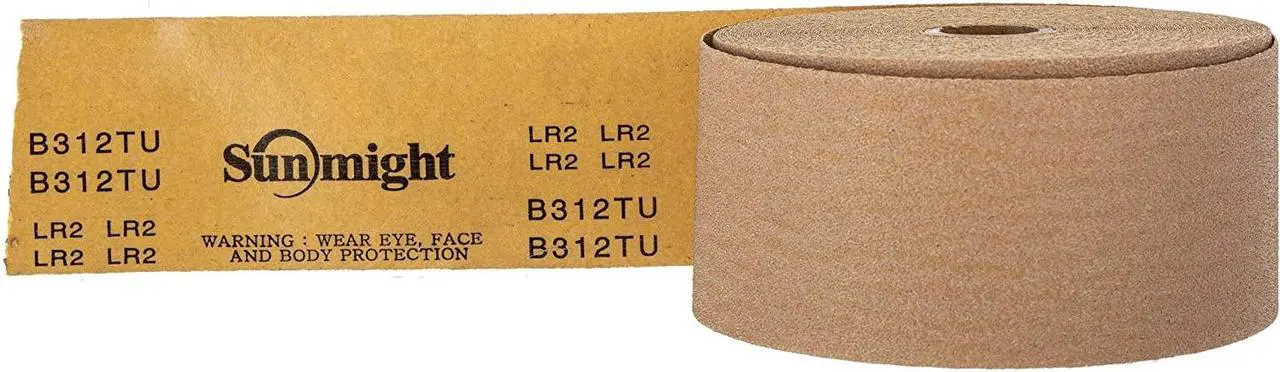 B312TU
B312TU
LR2 LR2
LR2 LR2
Sunmight
WARNING : WEAR EYE, FACE
AND BODY PROTECTION
LR2 LR2
LR2 LR2
B312TU
B312TU